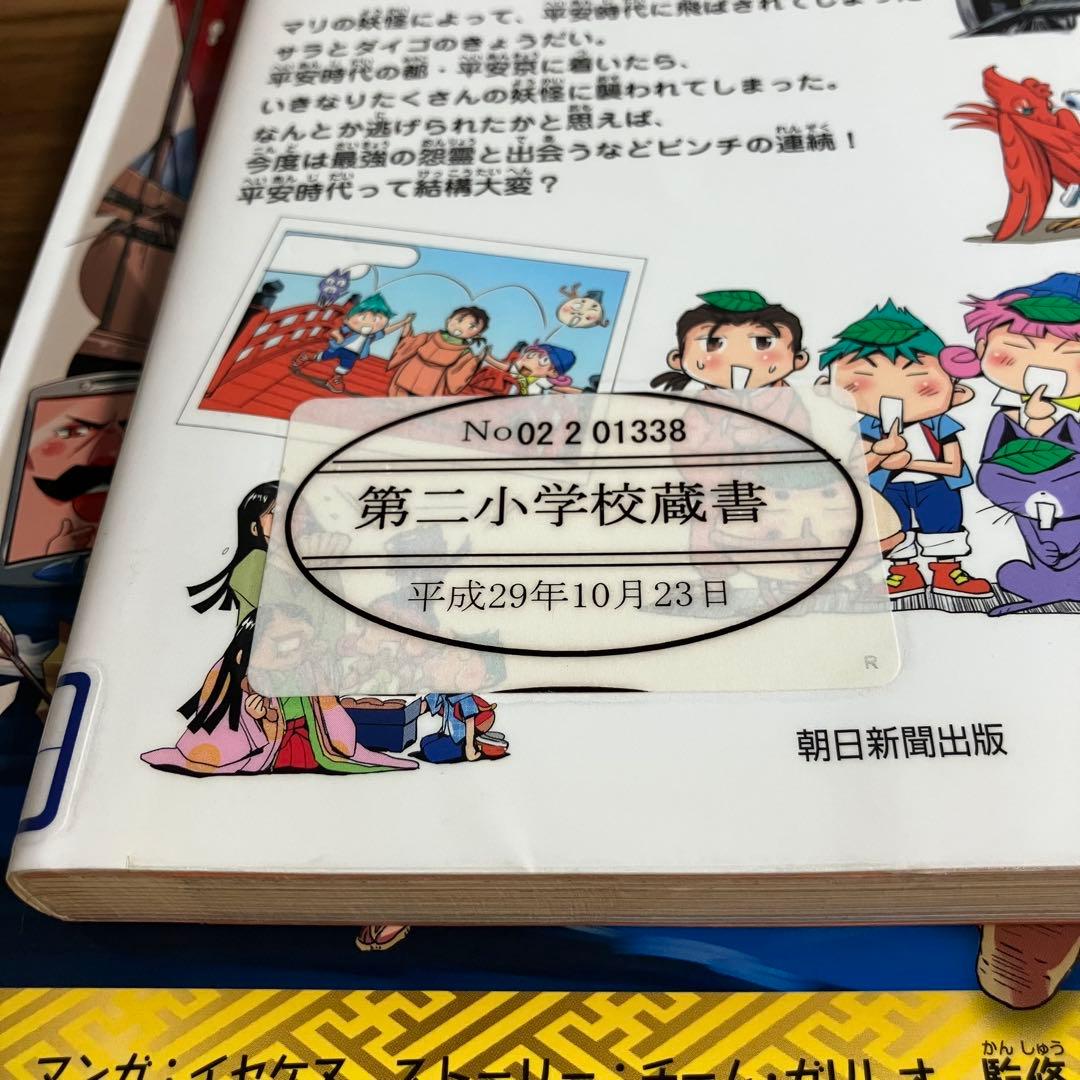 マリの妖怪によって、平安時代に飛ばされてしまった
サラとダイゴのきょうだい。
平安時代の都・平安京に着いたら、
いきなりたくさんの妖怪に襲われてしまった。
なんとか逃げられたかと思えば、
今度は最強の怨霊と出会うなどピンチの連続！
平安時代って結構大変？
No 02 2 01338
第二小学校蔵書
平成29年10月23日
R
朝日新聞出版
マンガ：イセケヌ ストーリー：チーム・ガリレオ 監修